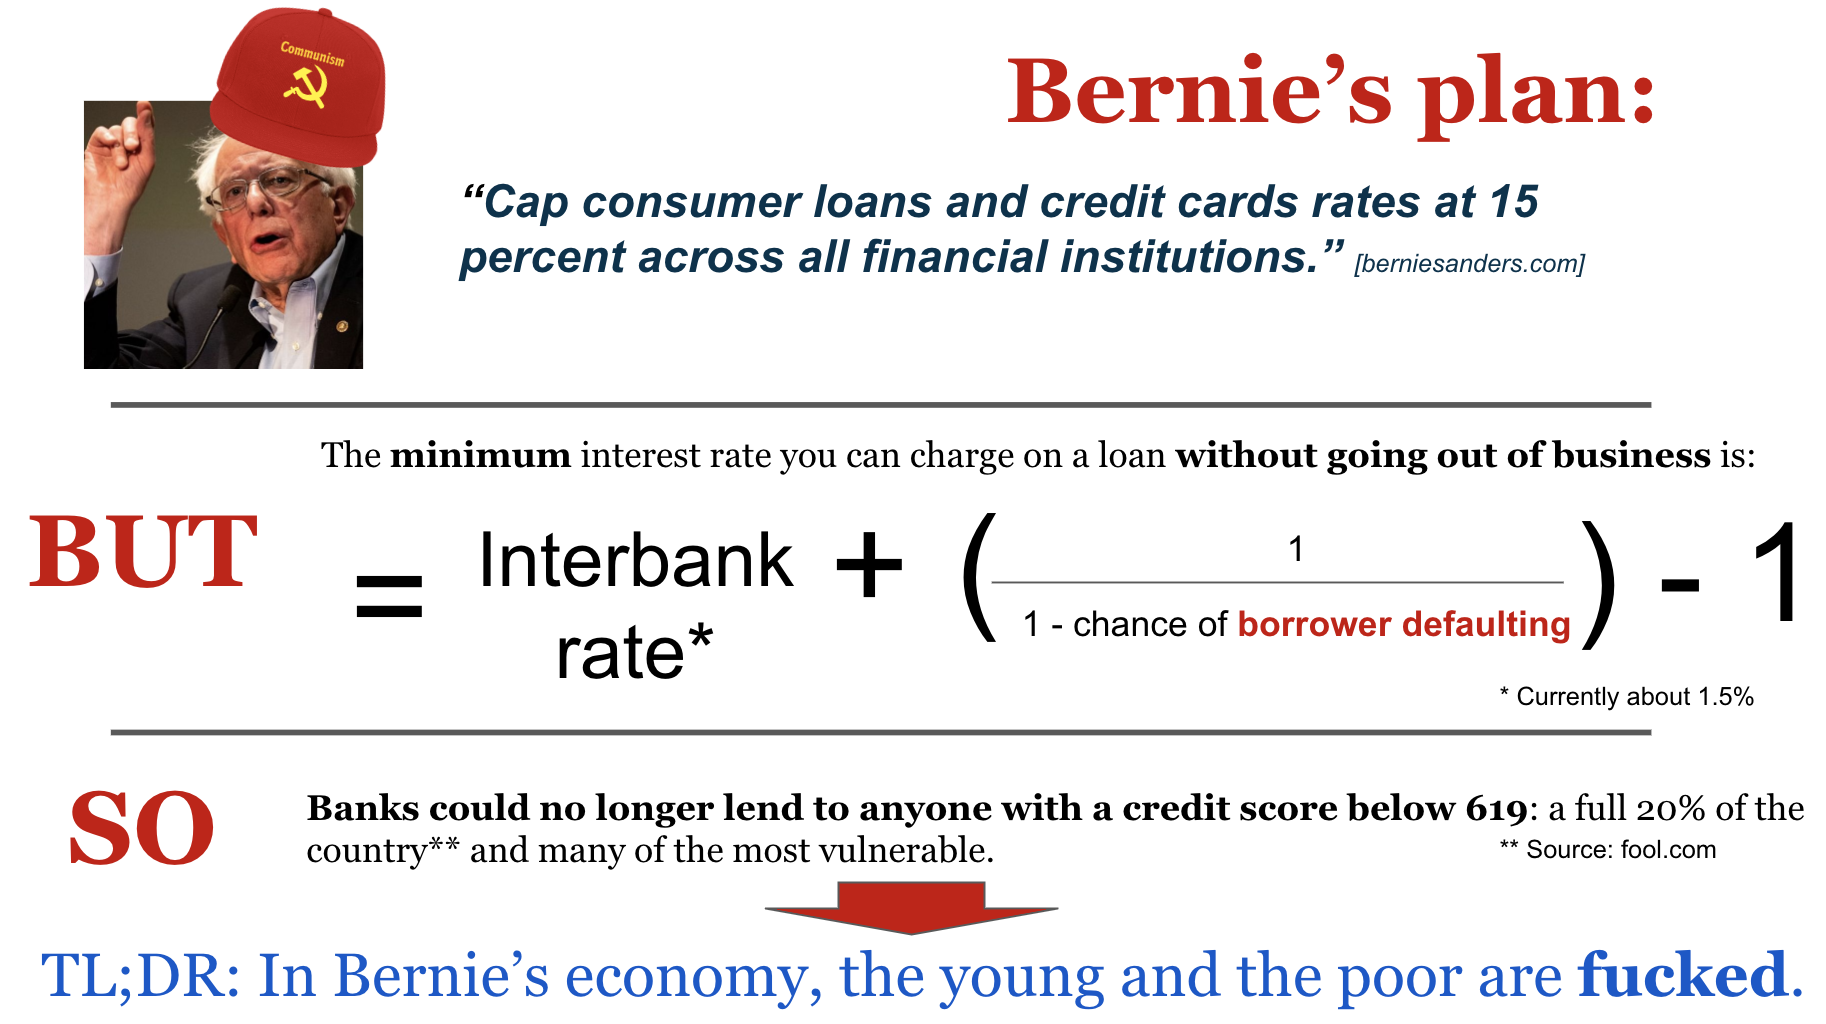 Communism
Bernie’s plan:
“Cap consumer loans and credit cards rates at 15
percent across all financial institutions.” [berniesanders.com]
The minimum interest rate you can charge on a loan without going out of business is:
BUT
= Interbank rate* + ( 1 / 1 - chance of borrower defaulting ) - 1
* Currently about 1.5%
SO
Banks could no longer lend to anyone with a credit score below 619: a full 20% of the
country** and many of the most vulnerable.
** Source: fool.com
TL;DR: In Bernie’s economy, the young and the poor are fucked.